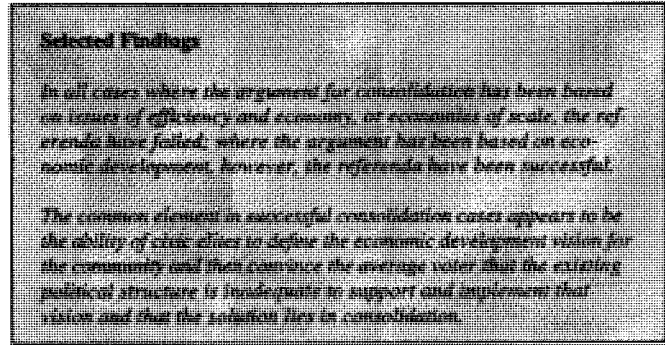 Selected Findings
In all cases where the argument for consolidation has been based
on issues of efficiency and economy, or economies of scale, the ref
erenda have failed; where the argument has been based on eco-
nomic development, however, the referenda have been successful.
The common element in successful consolidation cases appears to be
the ability of civic elites to define the economic development vision for
the community and then convince the average voter that the existing
political structure is inadequate to support and implement that
vision and that the solution lies in consolidation.